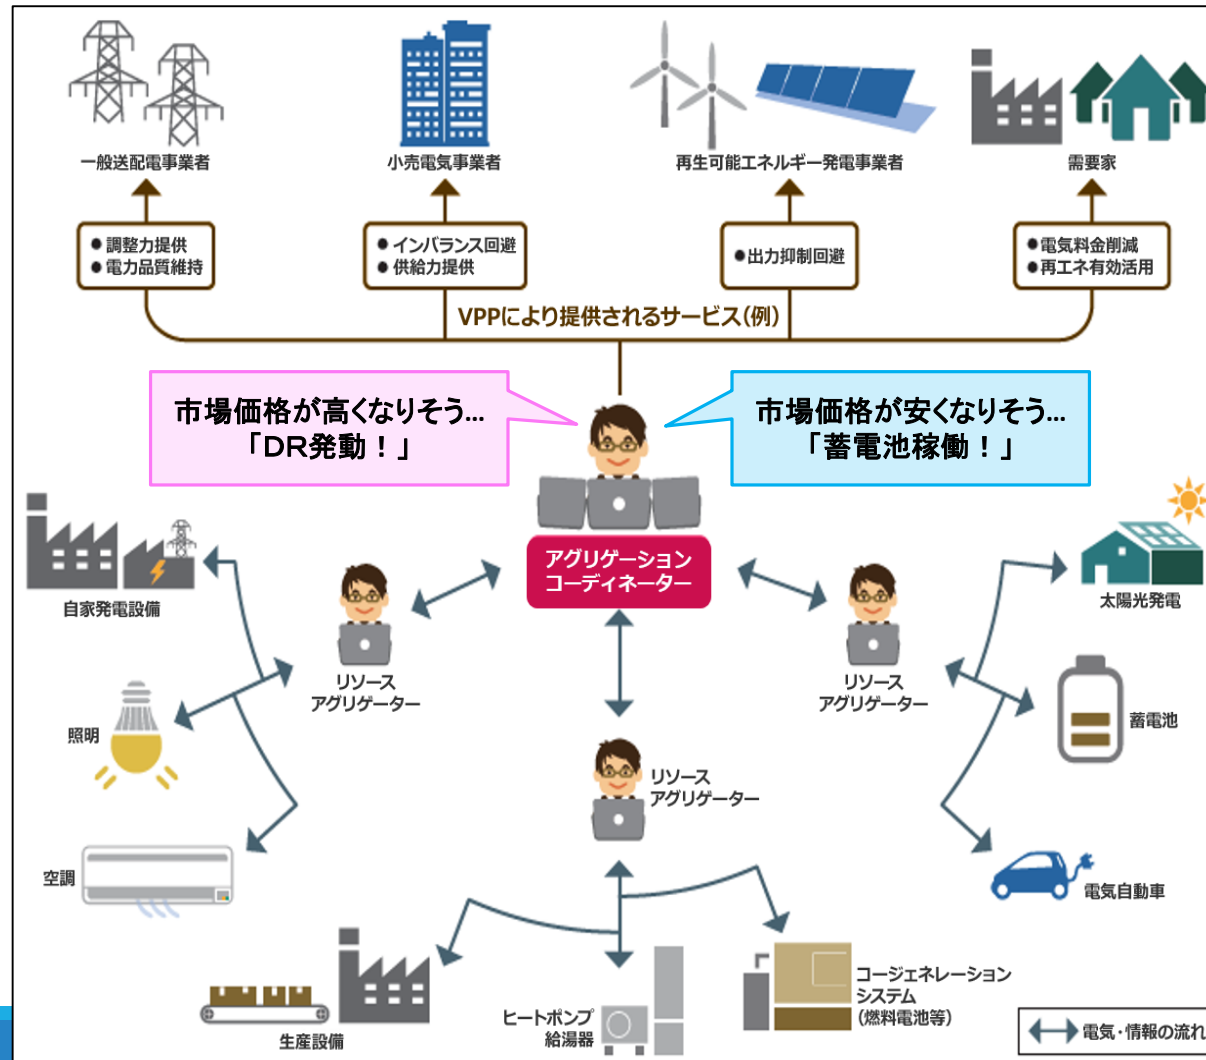 一般送配電事業者
小売電気事業者
再生可能エネルギー発電事業者
需要家
● 調整力提供
● 電力品質維持
● インバランス回避
● 供給力提供
● 出力抑制回避
● 電気料金削減
● 再エネ有効活用
VPPにより提供されるサービス(例)
市場価格が高くなりそう…
「ＤＲ発動！」
市場価格が安くなりそう…
「蓄電池稼働！」
アグリゲーション
コーディネーター
自家発電設備
リソース
アグリゲーター
リソース
アグリゲーター
太陽光発電
照明
蓄電池
リソース
アグリゲーター
空調
電気自動車
生産設備
ヒートポンプ
給湯器
コージェネレーション
システム
(燃料電池等)
電気・情報の流れ